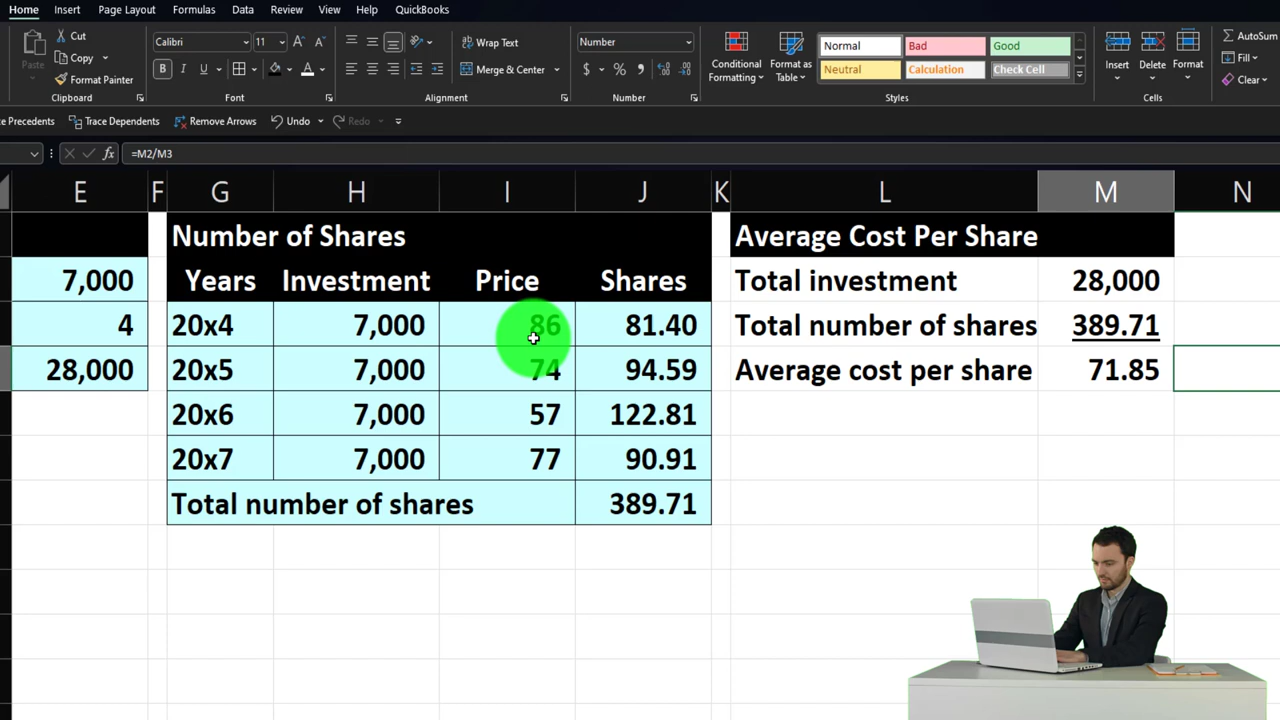 Home Insert Page Layout Formulas Data Review View Help QuickBooks
Cut
Calibri 11 A A
Wrap Text
Number
Normal Bad Good
AutoSum
Copy
Fill
Paste
Format Painter
B I U A
Merge & Center
$ % 9
Conditional Formatting
Format as Table
Neutral Calculation Check Cell
Insert Delete Format
Clear
Clipboard Font Alignment Number Styles Cells
e Precedents Trace Dependents Remove Arrows Undo Redo
fx =M2/M3
E F G H I J K L M N
Number of Shares Average Cost Per Share
7,000 Years Investment Price Shares Total investment 28,000
4 20x4 7,000 86 81.40 Total number of shares 389.71
28,000 20x5 7,000 74 94.59 Average cost per share 71.85
20x6 7,000 57 122.81
20x7 7,000 77 90.91
Total number of shares 389.71